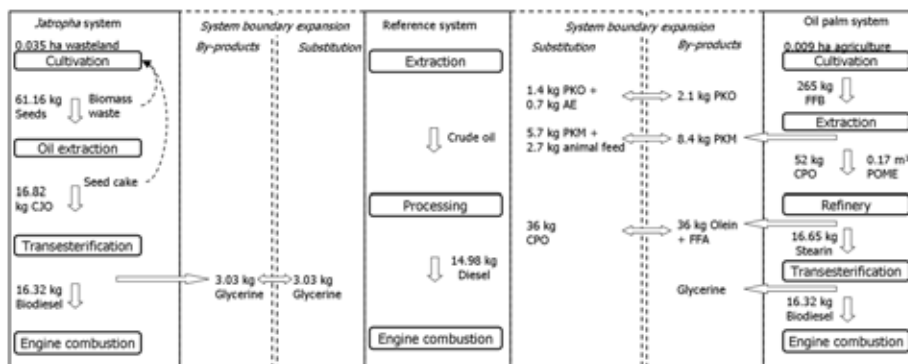 Jatropha system
0.035 ha wasteland
Cultivation
61.16 kg
Seeds
Biomass
waste
Oil extraction
Seed cake
16.82
kg CJO
Transesterification
16.32 kg
Biodiesel
Engine combustion
System boundary expansion
By-products
Substitution
3.03 kg
Glycerine
3.03 kg
Glycerine
Reference system
Extraction
Crude oil
Processing
14.98 kg
Diesel
Engine combustion
System boundary expansion
Substitution
By-products
1.4 kg PKO +
0.7 kg AE
2.1 kg PKO
5.7 kg PKM +
2.7 kg animal feed
8.4 kg PKM
36 kg
CPO
36 kg Olein
+ FFA
Glycerine
Oil palm system
0.009 ha agriculture
Cultivation
265 kg
FFB
Extraction
52 kg
CPO
0.17 m³
POME
Refinery
16.65 kg
Stearin
Transesterification
16.32 kg
Biodiesel
Engine combustion